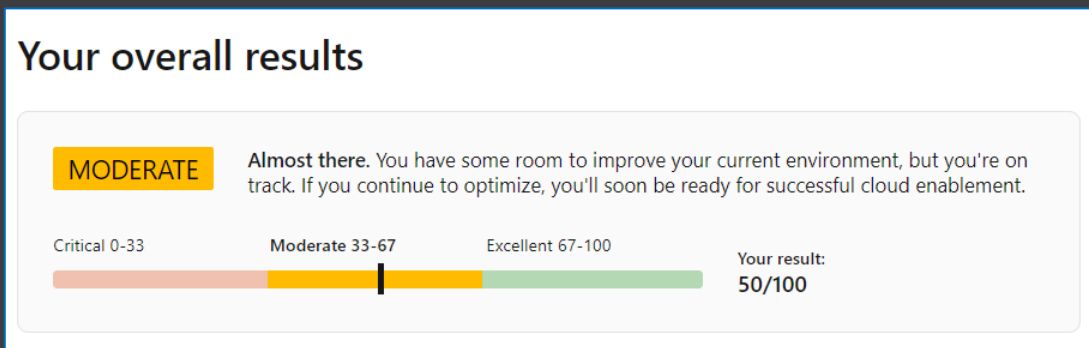 Your overall results
MODERATE
Almost there. You have some room to improve your current environment, but you're on
track. If you continue to optimize, you'll soon be ready for successful cloud enablement.
Critical 0-33
Moderate 33-67
Excellent 67-100
Your result:
50/100